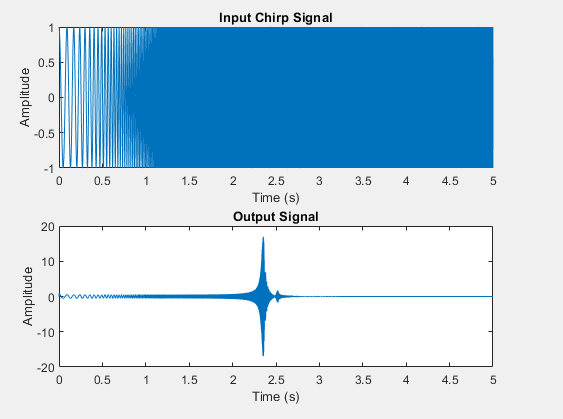 Input Chirp Signal
1
0.5
0
-0.5
-1
Amplitude
0 0.5 1 1.5 2 2.5 3 3.5 4 4.5 5
Time (s)
Output Signal
20
10
0
-10
-20
Amplitude
0 0.5 1 1.5 2 2.5 3 3.5 4 4.5 5
Time (s)